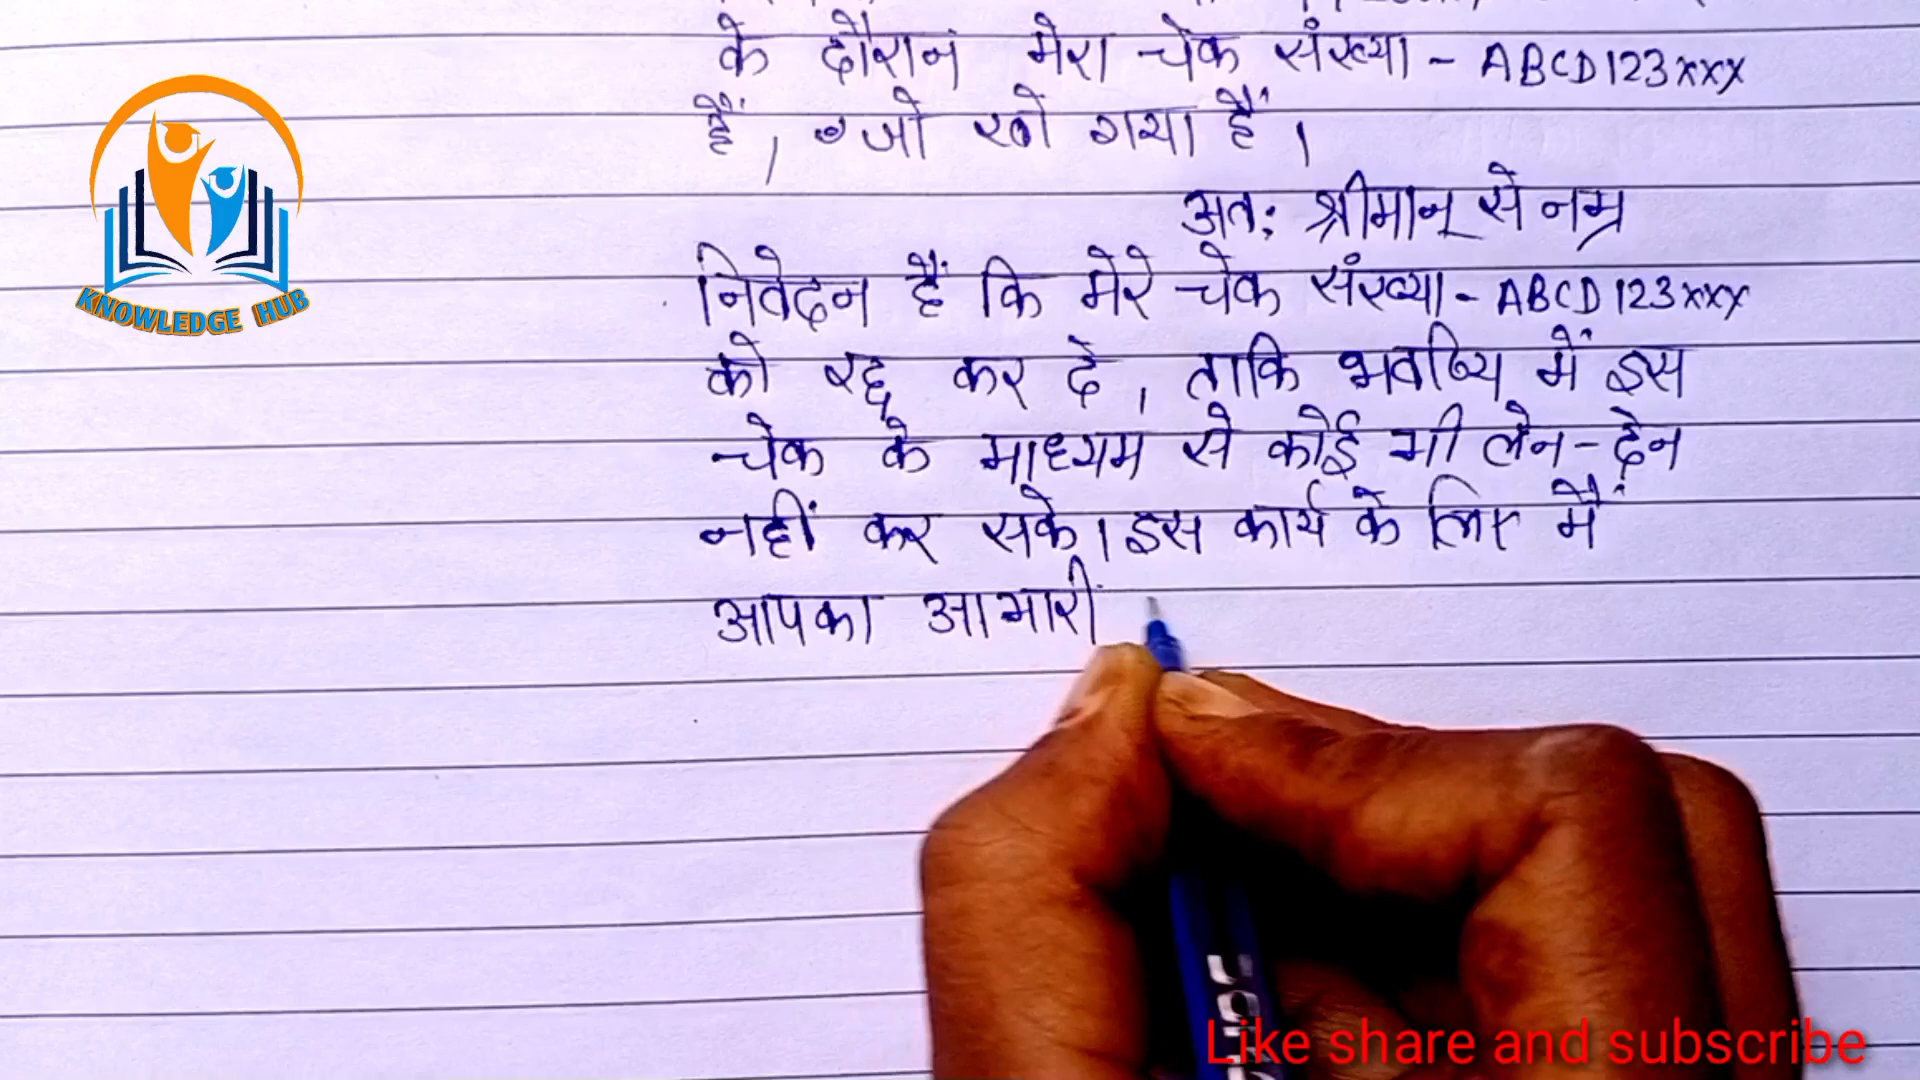 के दौरान मेरा चेक संख्या - ABCD123xxx
हैं, जो खो गया हैं ।
अतः श्रीमान् से नम्र
निवेदन हैं कि मेरे चेक संख्या - ABCD123xxx
को रद्द कर दे, ताकि भविष्य में इस
चेक के माध्यम से कोई भी लेन-देन
नहीं कर सके। इस कार्य के लिए मैं
आपका आभारी
KNOWLEDGE HUB
Like share and subscribe